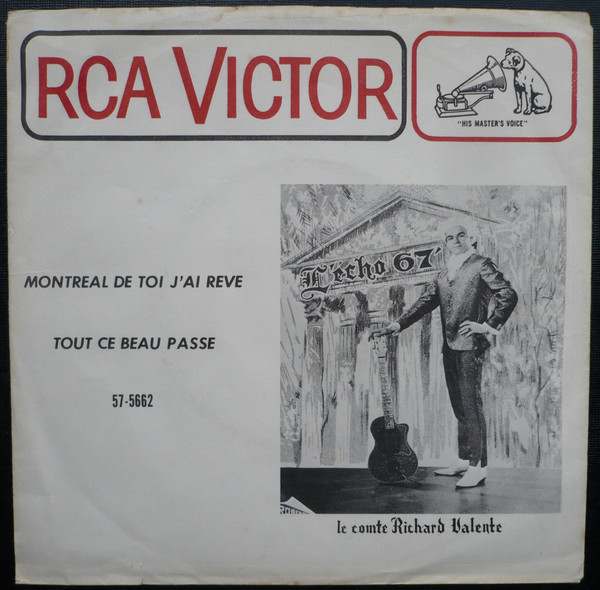 RCA VICTOR
"HIS MASTER'S VOICE"
MONTREAL DE TOI J'AI REVE
TOUT CE BEAU PASSE
57-5662
L'écho 67'
le comte Richard Valente